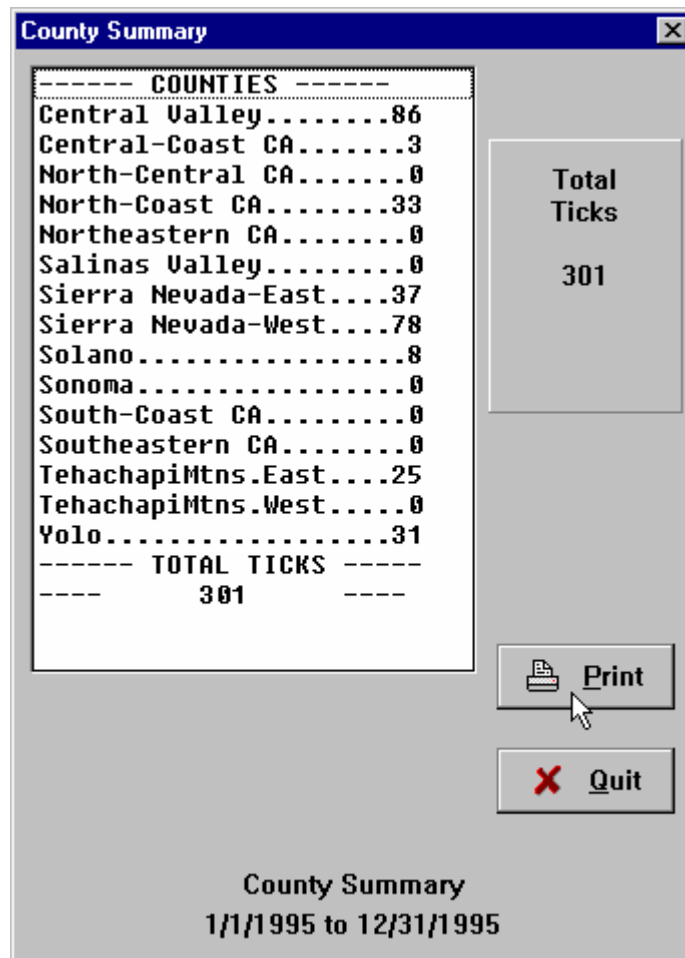 County Summary
------ COUNTIES ------
Central Valley........86
Central-Coast CA.......3
North-Central CA.......0
North-Coast CA........33
Northeastern CA........0
Salinas Valley.........0
Sierra Nevada-East....37
Sierra Nevada-West....78
Solano.................8
Sonoma.................0
South-Coast CA.........0
Southeastern CA........0
TehachapiMtns.East....25
TehachapiMtns.West.....0
Yolo..................31
------ TOTAL TICKS -----
---- 301 ----
Total
Ticks
301
Print
Quit
County Summary
1/1/1995 to 12/31/1995